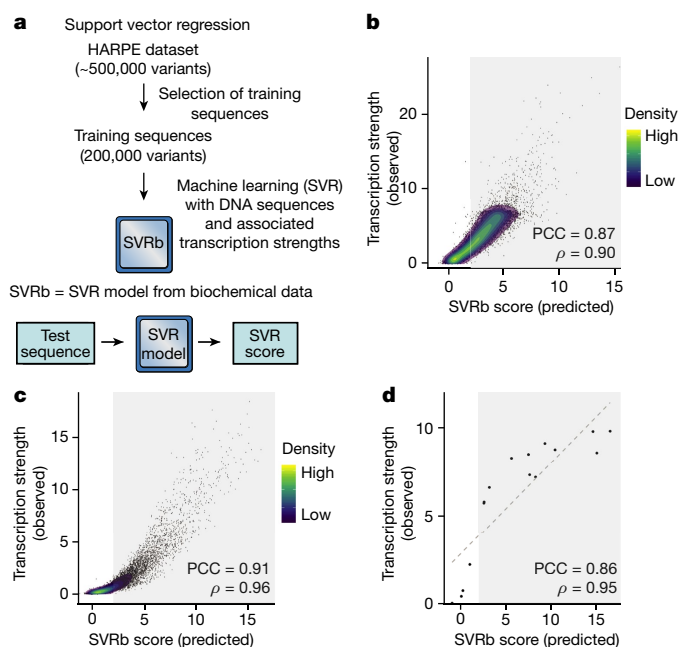 a
Support vector regression
HARPE dataset
(~500,000 variants)
Selection of training
sequences
Training sequences
(200,000 variants)
Machine learning (SVR)
with DNA sequences
and associated
transcription strengths
SVRb
SVRb = SVR model from biochemical data
Test
sequence
SVR
model
SVR
score
b
Transcription strength
(observed)
20
10
0
0
5
10
15
SVRb score (predicted)
PCC = 0.87
ρ = 0.90
Density
High
Low
c
Transcription strength
(observed)
15
10
5
0
0
5
10
15
SVRb score (predicted)
PCC = 0.91
ρ = 0.96
Density
High
Low
d
Transcription strength
(observed)
10
5
0
0
5
10
15
SVRb score (predicted)
PCC = 0.86
ρ = 0.95